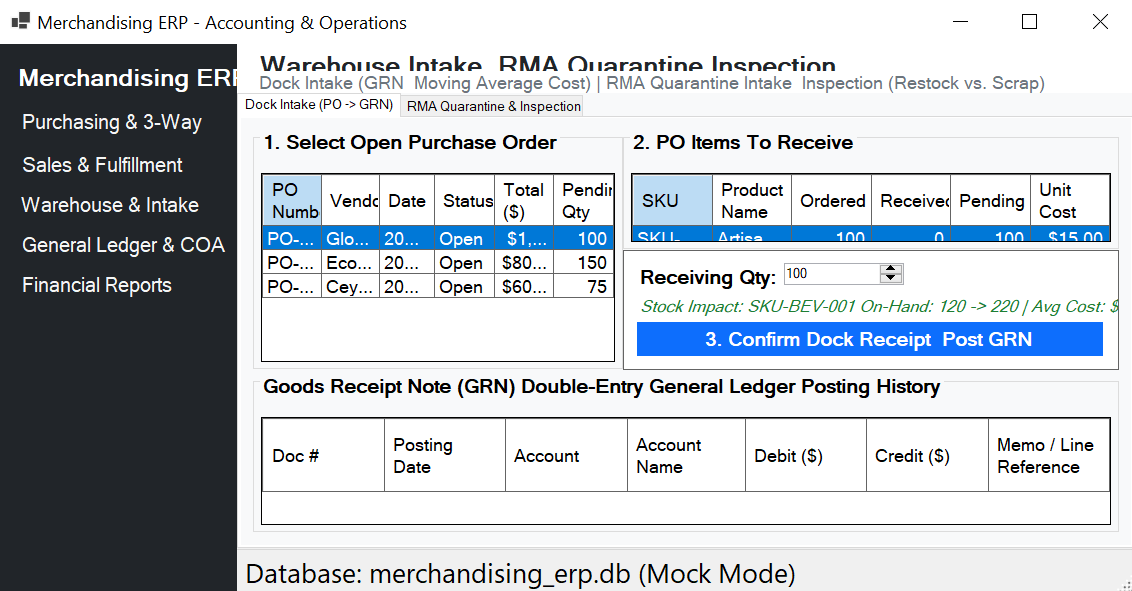 Merchandising ERP - Accounting & Operations
Merchandising ERP
Purchasing & 3-Way
Sales & Fulfillment
Warehouse & Intake
General Ledger & COA
Financial Reports
Warehouse Intake RMA Quarantine Inspection
Dock Intake (GRN Moving Average Cost) | RMA Quarantine Intake Inspection (Restock vs. Scrap)
Dock Intake (PO -> GRN)
RMA Quarantine & Inspection
1. Select Open Purchase Order
PO Numb
Vendo
Date
Status
Total ($)
Pendin Qty
PO-... Glo... 20... Open $1,... 100
PO-... Eco... 20... Open $80... 150
PO-... Cey... 20... Open $60... 75
2. PO Items To Receive
SKU
Product Name
Ordered
Received
Pending
Unit Cost
SKU- Artisa 100 0 100 $15.00
Receiving Qty: 100
Stock Impact: SKU-BEV-001 On-Hand: 120 -> 220 | Avg Cost: $
3. Confirm Dock Receipt Post GRN
Goods Receipt Note (GRN) Double-Entry General Ledger Posting History
Doc #
Posting Date
Account
Account Name
Debit ($)
Credit ($)
Memo / Line Reference
Database: merchandising_erp.db (Mock Mode)